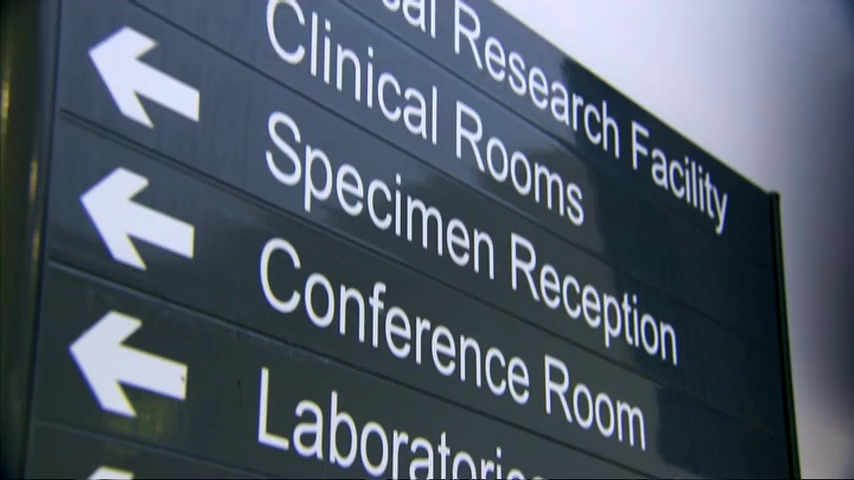 Research Facility
Clinical Rooms
Specimen Reception
Conference Room